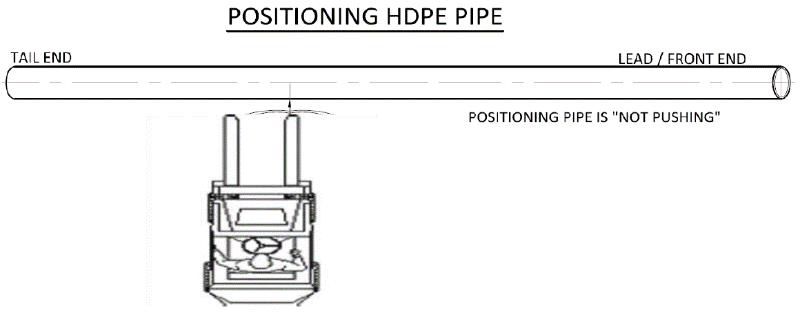 POSITIONING HDPE PIPE
TAIL END
LEAD / FRONT END
POSITIONING PIPE IS "NOT PUSHING"